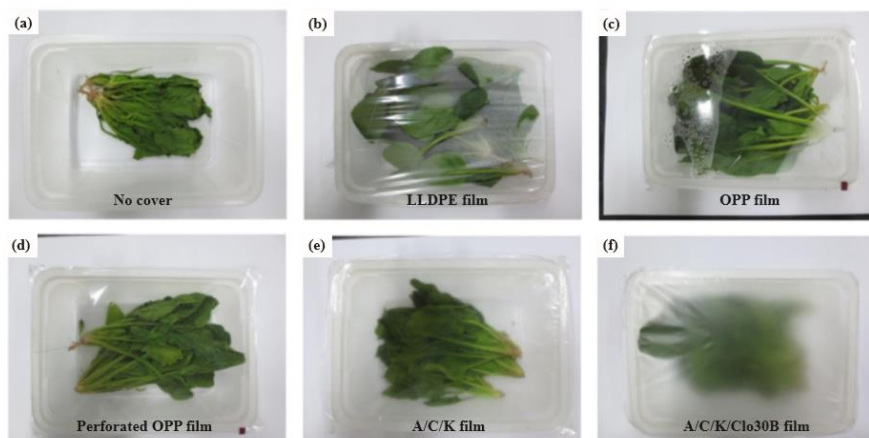 (a)
No cover
(b)
LLDPE film
(c)
OPP film
(d)
Perforated OPP film
(e)
A/C/K film
(f)
A/C/K/Clo30B film